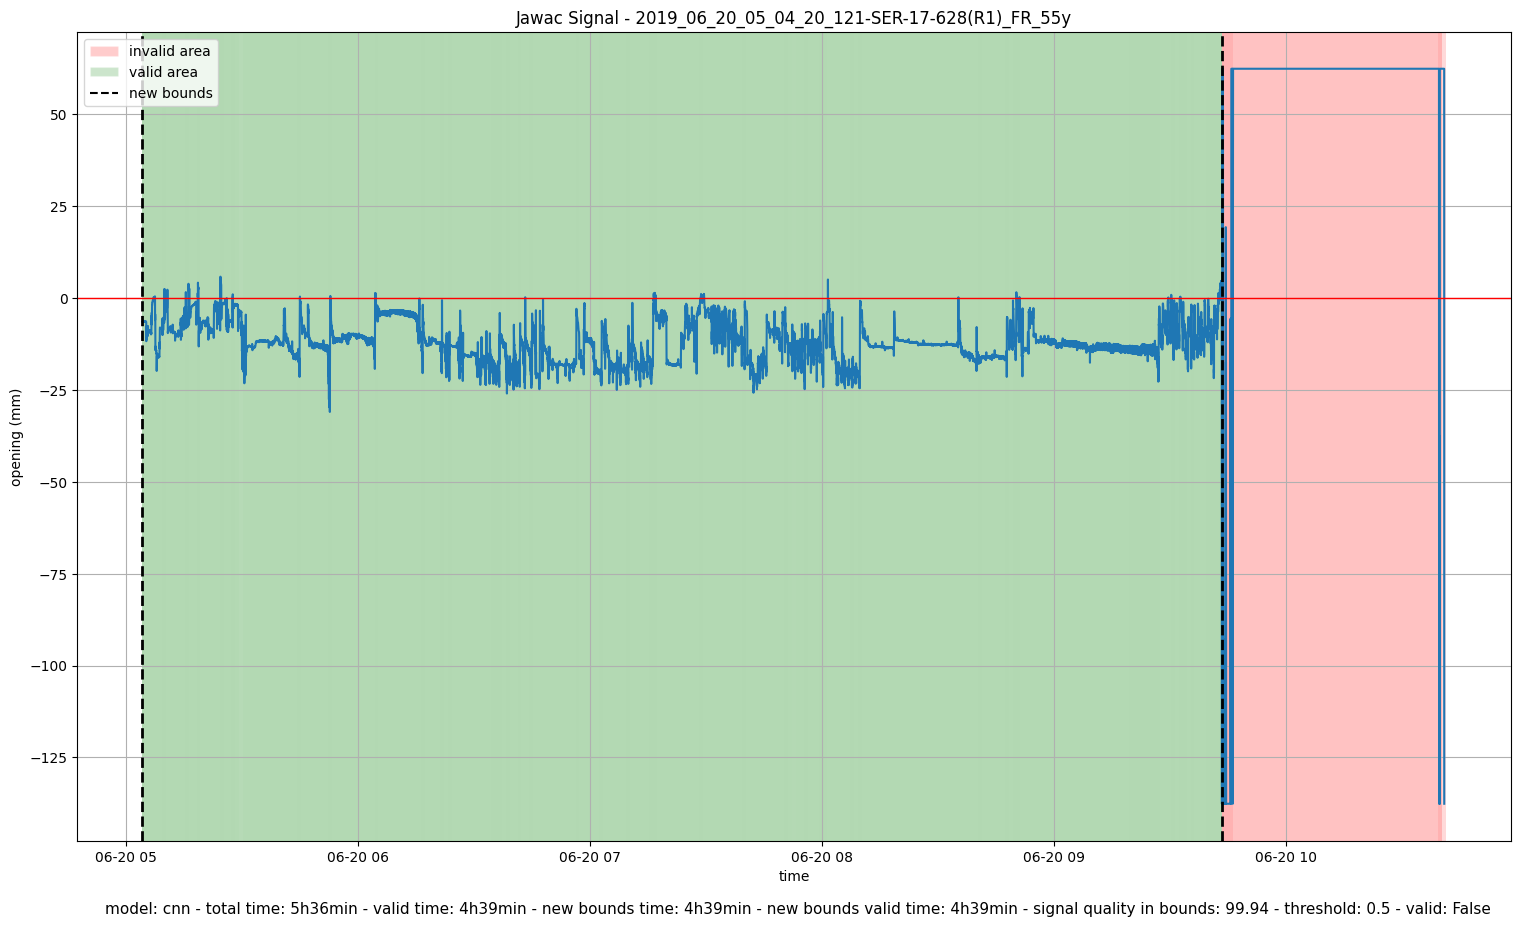 Jawac Signal - 2019_06_20_05_04_20_121-SER-17-628(R1)_FR_55y
invalid area
valid area
new bounds
50
25
0
−25
−50
−75
−100
−125
opening (mm)
06-20 05
06-20 06
06-20 07
06-20 08
06-20 09
06-20 10
time
model: cnn - total time: 5h36min - valid time: 4h39min - new bounds time: 4h39min - new bounds valid time: 4h39min - signal quality in bounds: 99.94 - threshold: 0.5 - valid: False